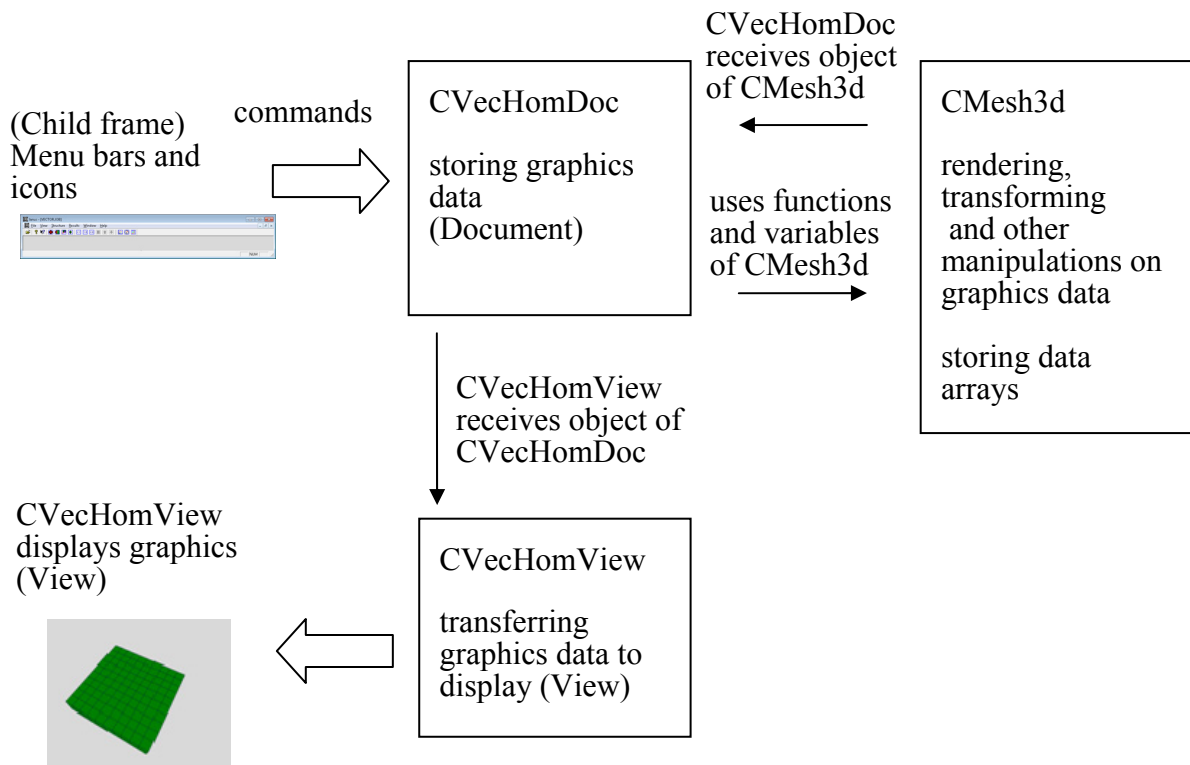 (Child frame)
Menu bars and
icons
commands
CVecHomDoc
storing graphics
data
(Document)
CVecHomDoc
receives object
of CMesh3d
uses functions
and variables
of CMesh3d
CMesh3d
rendering,
transforming
and other
manipulations on
graphics data
storing data
arrays
CVecHomView
receives object of
CVecHomDoc
CVecHomView
transferring
graphics data to
display (View)
CVecHomView
displays graphics
(View)